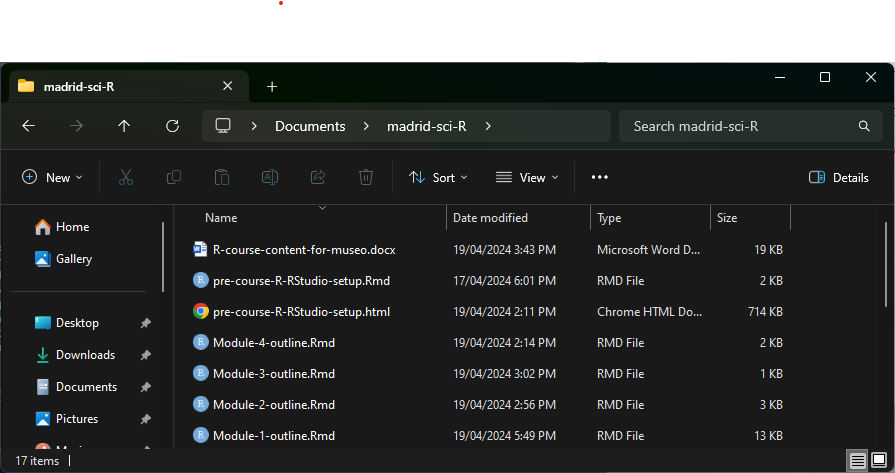 madrid-sci-R
Documents madrid-sci-R Search madrid-sci-R
New Sort View Details
Home
Gallery
Desktop
Downloads
Documents
Pictures
Name Date modified Type Size
R-course-content-for-museo.docx 19/04/2024 3:43 PM Microsoft Word D... 19 KB
pre-course-R-RStudio-setup.Rmd 17/04/2024 6:01 PM RMD File 2 KB
pre-course-R-RStudio-setup.html 19/04/2024 2:11 PM Chrome HTML Do... 714 KB
Module-4-outline.Rmd 19/04/2024 2:14 PM RMD File 2 KB
Module-3-outline.Rmd 19/04/2024 3:02 PM RMD File 1 KB
Module-2-outline.Rmd 19/04/2024 2:56 PM RMD File 3 KB
Module-1-outline.Rmd 19/04/2024 5:49 PM RMD File 13 KB
17 items